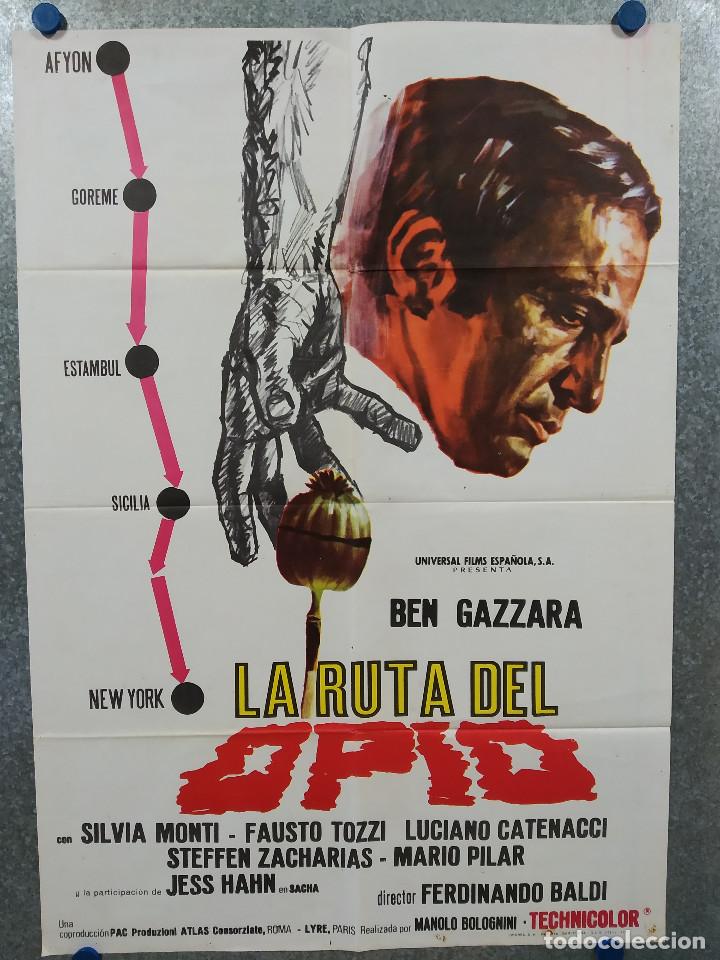 AFYON
GOREME
ESTAMBUL
SICILIA
NEW YORK
UNIVERSAL FILMS ESPAÑOLA, S.A.
PRESENTA
BEN GAZZARA
LA RUTA DEL
OPIO
con SILVIA MONTI - FAUSTO TOZZI LUCIANO CATENACCI
STEFFEN ZACHARIAS - MARIO PILAR
y la participación de JESS HAHN en SACHA director FERDINANDO BALDI
Una
coproducción PAC Produzioni ATLAS Consorziate, ROMA - LYRE, PARIS Realizada por MANOLO BOLOGNINI · TECHNICOLOR®
todocoleccion